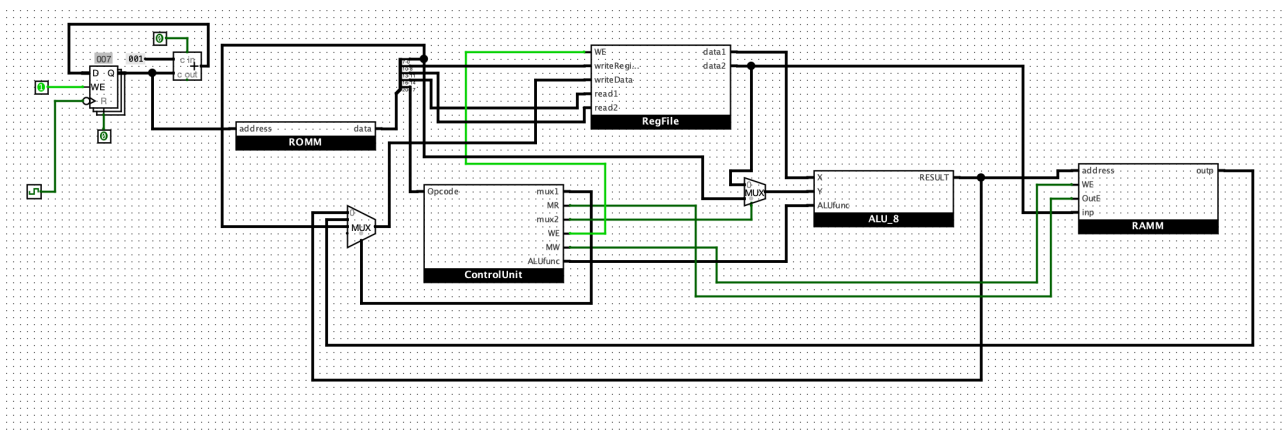 0
007
001
c in
+
c out
D Q
1
WE
R
0
address data
ROMM
WE data1
writeRegi... data2
writeData
read1
read2
RegFile
Opcode mux1
MR
mux2
WE
MW
ALUfunc
ControlUnit
0
MUX
0
MUX
X RESULT
Y
ALUfunc
ALU_8
address outp
WE
OutE
inp
RAMM